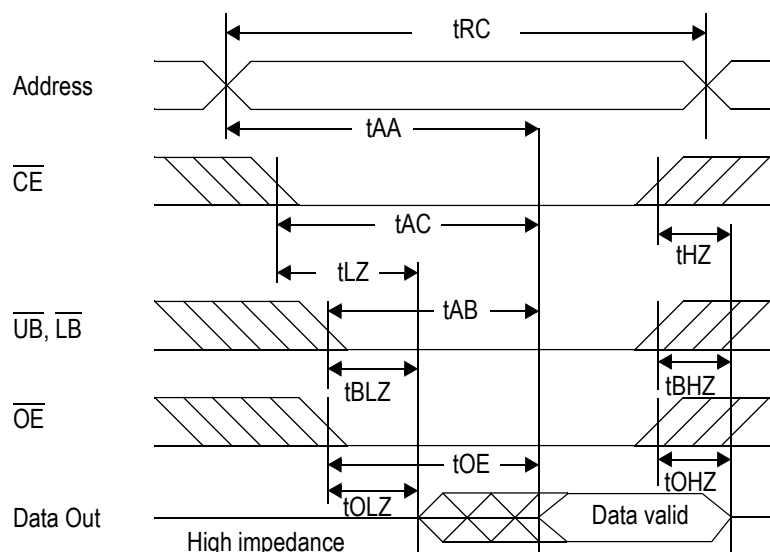 tRC
Address
tAA
CE
tAC
tHZ
tLZ
tAB
UB, LB
tBLZ
tBHZ
OE
tOE
tOHZ
tOLZ
Data Out
Data valid
High impedance